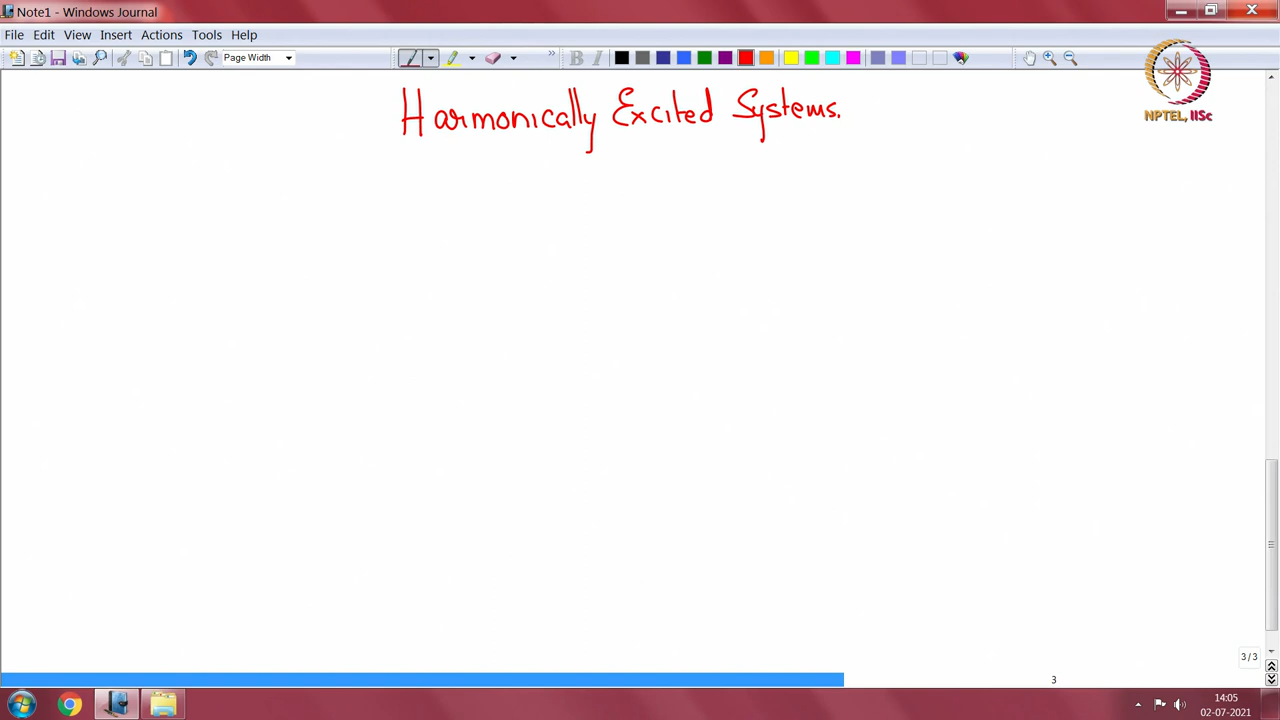 Note1 - Windows Journal
File Edit View Insert Actions Tools Help
Page Width
B I
Harmonically Excited Systems.
NPTEL, IISc
3/3
3
14:05
02-07-2021